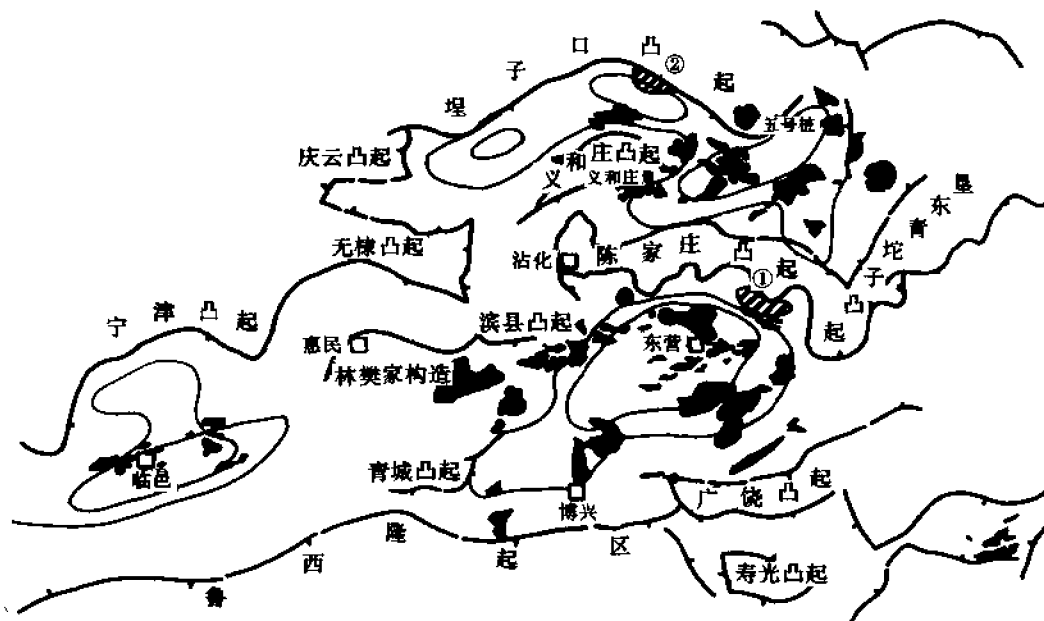 埕子口凸起
②
五号桩
庆云凸起
义和庄凸起
义和庄
无棣凸起
沾化
陈家庄凸起
①
垦东青坨子凸起
宁津凸起
滨县凸起
惠民
东营
林樊家构造
临邑
青城凸起
博兴
广饶凸起
鲁西隆起区
寿光凸起